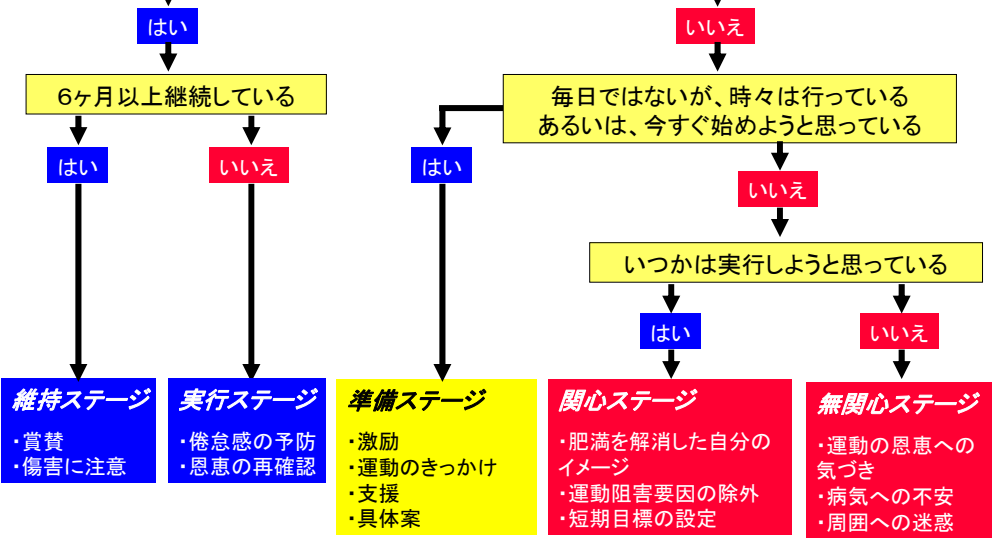 はい
いいえ
6ヶ月以上継続している
毎日ではないが、時々は行っている
あるいは、今すぐ始めようと思っている
はい
いいえ
はい
いいえ
いつかは実行しようと思っている
はい
いいえ
維持ステージ
・賞賛
・傷害に注意
実行ステージ
・倦怠感の予防
・恩恵の再確認
準備ステージ
・激励
・運動のきっかけ
・支援
・具体案
関心ステージ
・肥満を解消した自分の
イメージ
・運動阻害要因の除外
・短期目標の設定
無関心ステージ
・運動の恩恵への
気づき
・病気への不安
・周囲への迷惑